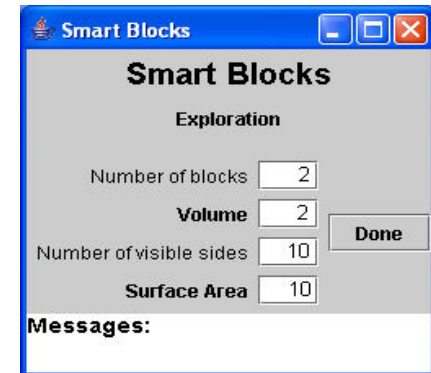 Smart Blocks
Smart Blocks
Exploration
Number of blocks 2
Volume 2
Done
Number of visible sides 10
Surface Area 10
Messages: